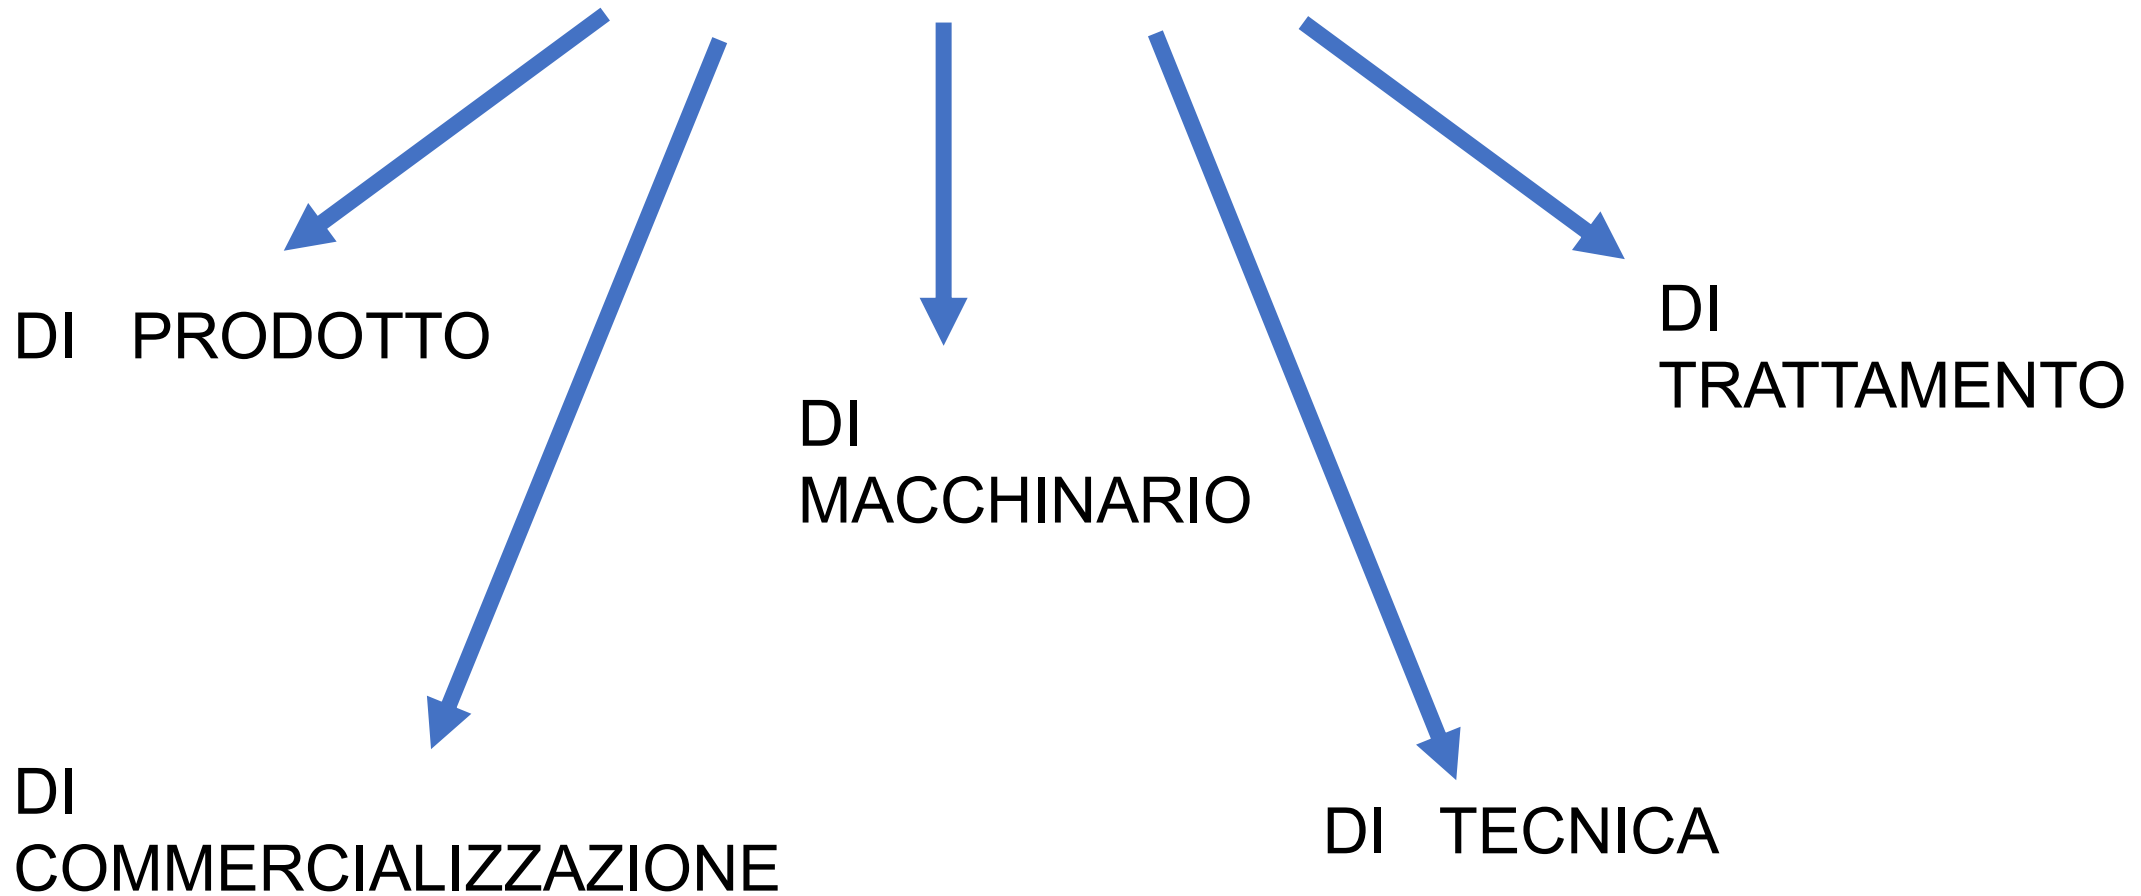 DI PRODOTTO
DI
TRATTAMENTO
DI
MACCHINARIO
DI
COMMERCIALIZZAZIONE
DI TECNICA